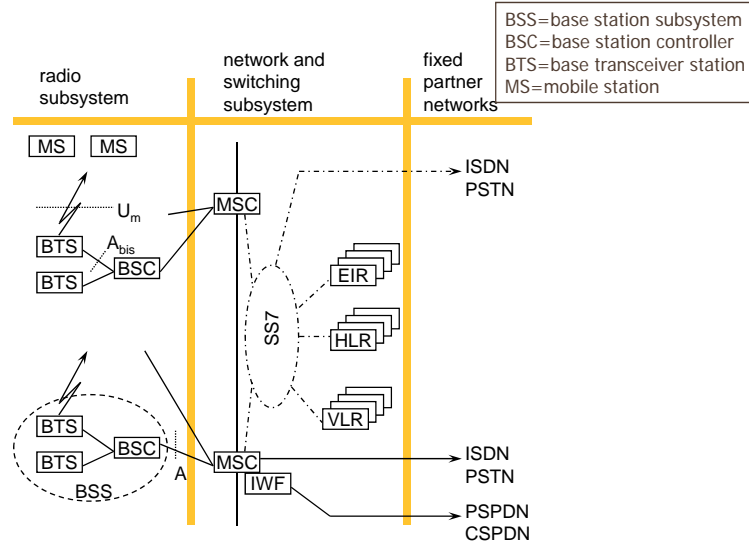 BSS=base station subsystem
BSC=base station controller
BTS=base transceiver station
MS=mobile station
radio
subsystem
network and
switching
subsystem
fixed
partner
networks
MS MS
ISDN
PSTN
Um
MSC
Abis
BTS
BSC
BTS
EIR
SS7
HLR
VLR
BTS
BSC
BTS
BSS
A
MSC
IWF
ISDN
PSTN
PSPDN
CSPDN